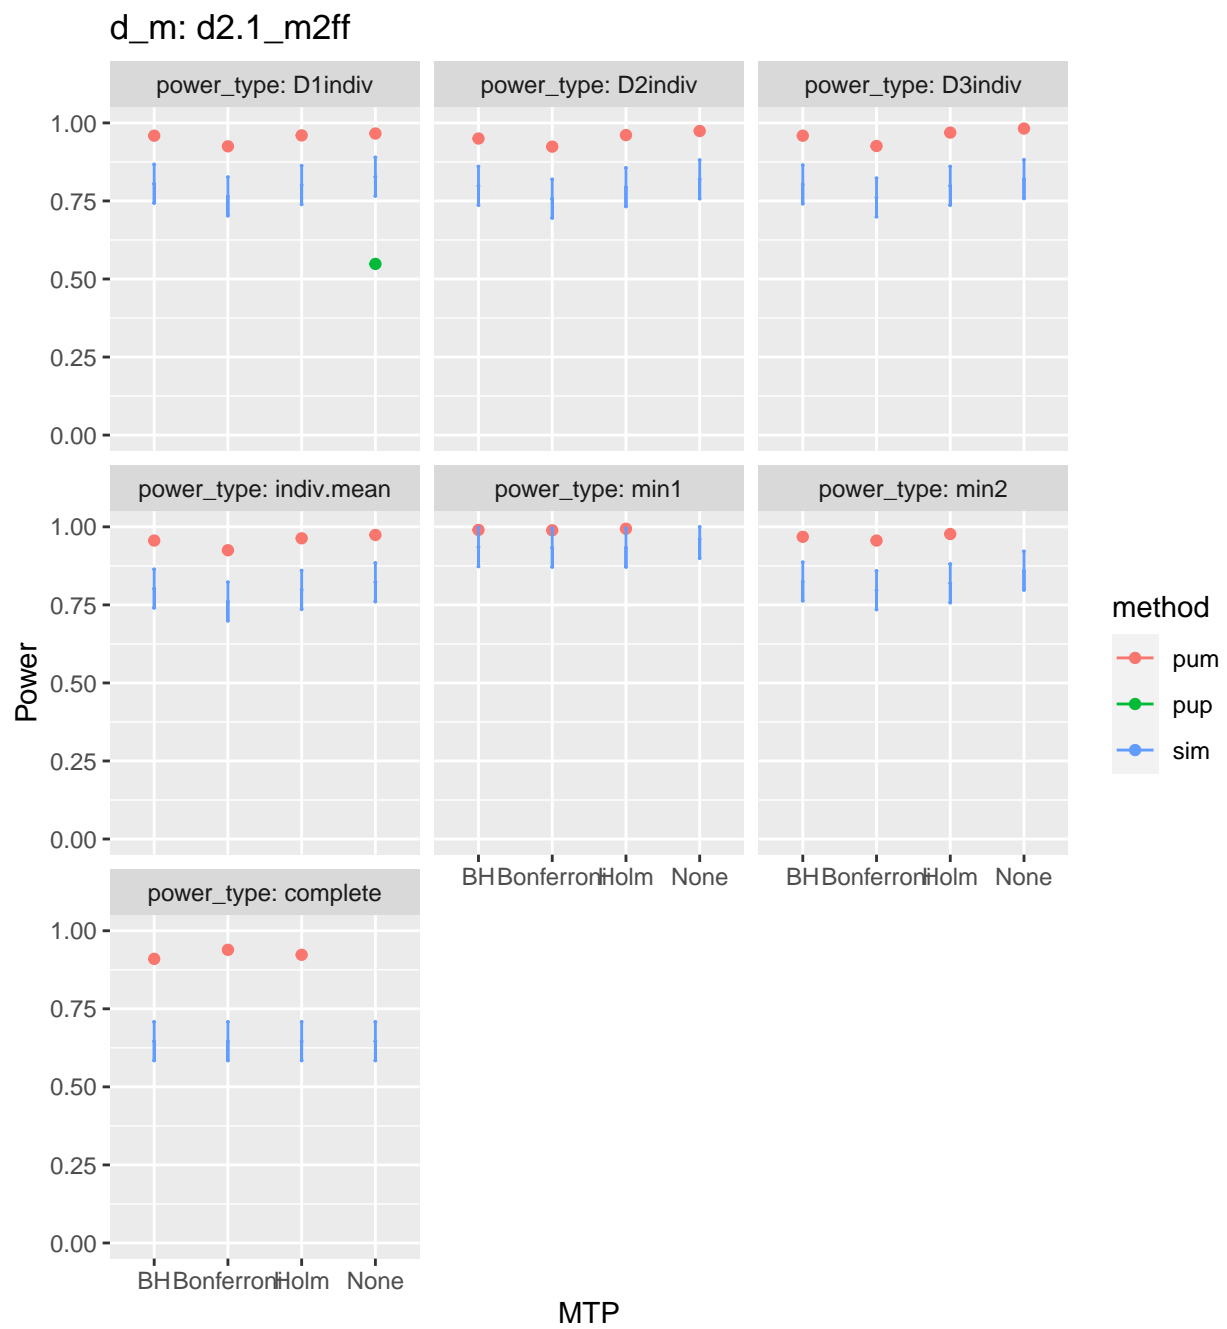 d_m: d2.1_m2ff
power_type: D1indiv
power_type: D2indiv
power_type: D3indiv
1.00
0.75
0.50
0.25
0.00
power_type: indiv.mean
power_type: min1
power_type: min2
1.00
0.75
0.50
0.25
0.00
BH Bonferroni Holm None
BH Bonferroni Holm None
power_type: complete
1.00
0.75
0.50
0.25
0.00
BH Bonferroni Holm None
Power
MTP
method
pum
pup
sim